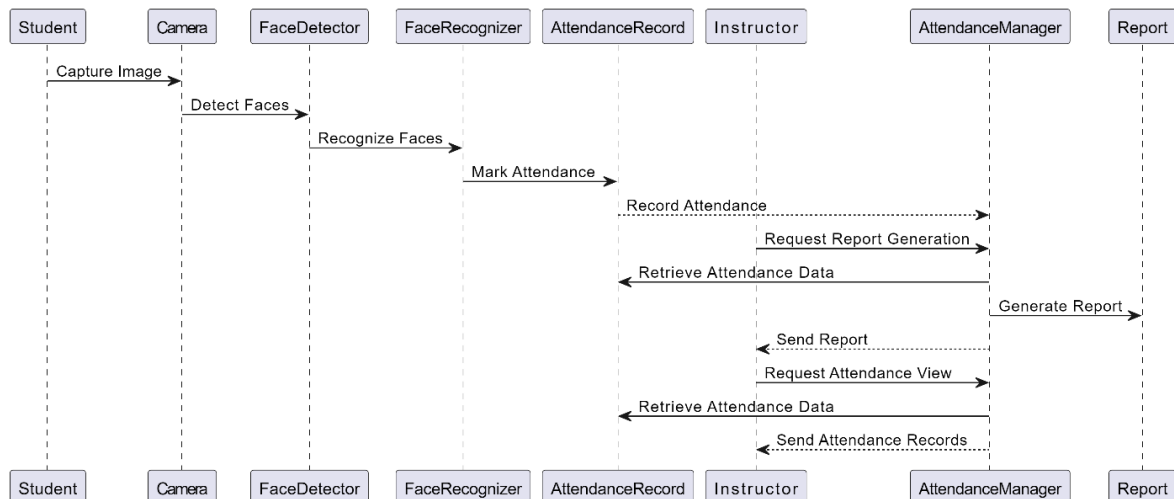 Student Camera FaceDetector FaceRecognizer AttendanceRecord Instructor AttendanceManager Report
Capture Image
Detect Faces
Recognize Faces
Mark Attendance
Record Attendance
Request Report Generation
Retrieve Attendance Data
Generate Report
Send Report
Request Attendance View
Retrieve Attendance Data
Send Attendance Records
Student Camera FaceDetector FaceRecognizer AttendanceRecord Instructor AttendanceManager Report